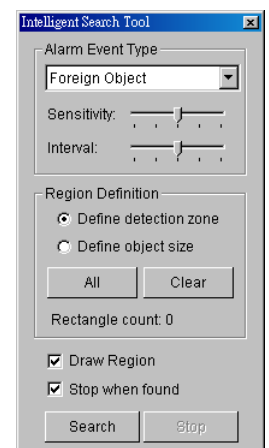 Intelligent Search Tool
Alarm Event Type
Foreign Object
Sensitivity:
Interval:
Region Definition
Define detection zone
Define object size
All Clear
Rectangle count: 0
Draw Region
Stop when found
Search Stop